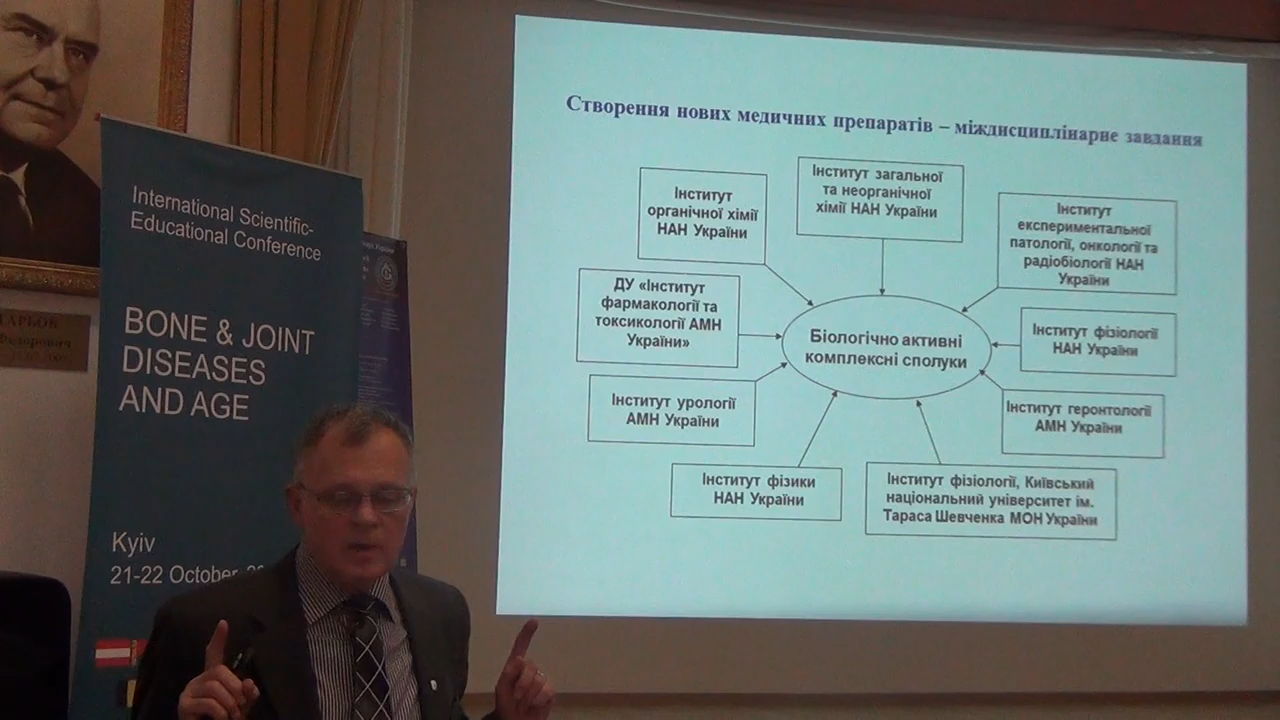 International Scientific-
Educational Conference
BONE & JOINT
DISEASES
AND AGE
Kyiv
21-22 October
Створення нових медичних препаратів – міждисциплінарне завдання
Інститут
органічної хімії
НАН України
Інститут загальної
та неорганічної
хімії НАН України
Інститут
експериментальної
патології, онкології та
радіобіології НАН
України
ДУ «Інститут
фармакології та
токсикології АМН
України»
Біологічно активні
комплексні сполуки
Інститут фізіології
НАН України
Інститут урології
АМН України
Інститут геронтології
АМН України
Інститут фізики
НАН України
Інститут фізіології, Київський
національний університет ім.
Тараса Шевченка МОН України